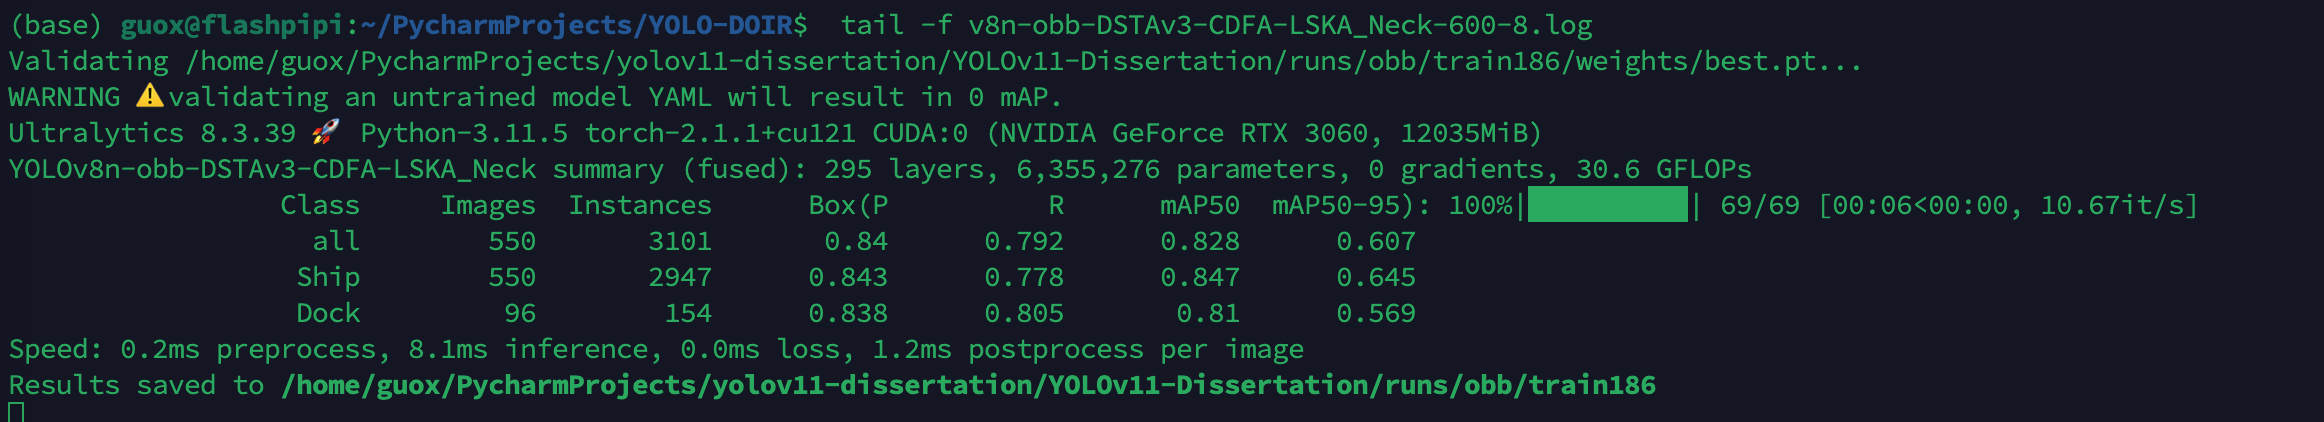 (base) guox@flashpipi:~/PycharmProjects/YOLO-DOIR$  tail -f v8n-obb-DSTAv3-CDFA-LSKA_Neck-600-8.log
Validating /home/guox/PycharmProjects/yolov11-dissertation/YOLOv11-Dissertation/runs/obb/train186/weights/best.pt...
WARNING ⚠️ validating an untrained model YAML will result in 0 mAP.
Ultralytics 8.3.39 🚀 Python-3.11.5 torch-2.1.1+cu121 CUDA:0 (NVIDIA GeForce RTX 3060, 12035MiB)
YOLOv8n-obb-DSTAv3-CDFA-LSKA_Neck summary (fused): 295 layers, 6,355,276 parameters, 0 gradients, 30.6 GFLOPs
Class Images Instances Box(P R mAP50 mAP50-95): 100%|██████████| 69/69 [00:06<00:00, 10.67it/s]
all 550 3101 0.84 0.792 0.828 0.607
Ship 550 2947 0.843 0.778 0.847 0.645
Dock 96 154 0.838 0.805 0.81 0.569
Speed: 0.2ms preprocess, 8.1ms inference, 0.0ms loss, 1.2ms postprocess per image
Results saved to /home/guox/PycharmProjects/yolov11-dissertation/YOLOv11-Dissertation/runs/obb/train186